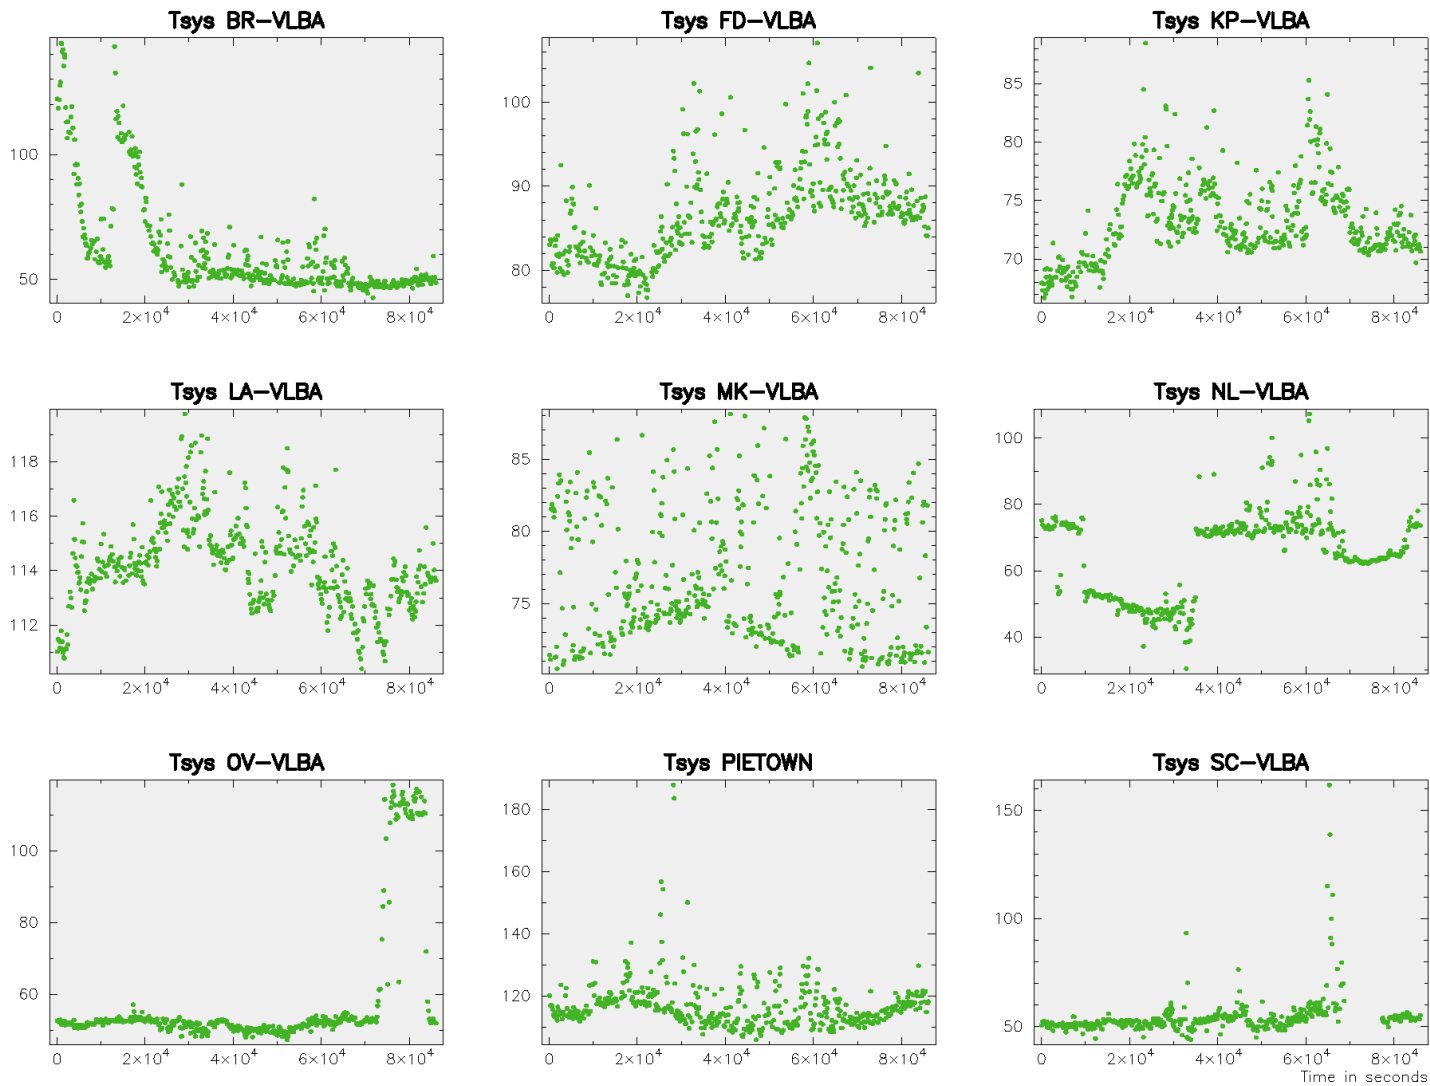 Tsys BR–VLBA Tsys FD–VLBA Tsys KP–VLBA
100
50
0 2×10⁴ 4×10⁴ 6×10⁴ 8×10⁴
100
90
80
0 2×10⁴ 4×10⁴ 6×10⁴ 8×10⁴
85
80
75
70
0 2×10⁴ 4×10⁴ 6×10⁴ 8×10⁴
Tsys LA–VLBA Tsys MK–VLBA Tsys NL–VLBA
118
116
114
112
0 2×10⁴ 4×10⁴ 6×10⁴ 8×10⁴
85
80
75
0 2×10⁴ 4×10⁴ 6×10⁴ 8×10⁴
100
80
60
40
0 2×10⁴ 4×10⁴ 6×10⁴ 8×10⁴
Tsys OV–VLBA Tsys PIETOWN Tsys SC–VLBA
100
80
60
0 2×10⁴ 4×10⁴ 6×10⁴ 8×10⁴
180
160
140
120
0 2×10⁴ 4×10⁴ 6×10⁴ 8×10⁴
150
100
50
0 2×10⁴ 4×10⁴ 6×10⁴ 8×10⁴
Time in seconds